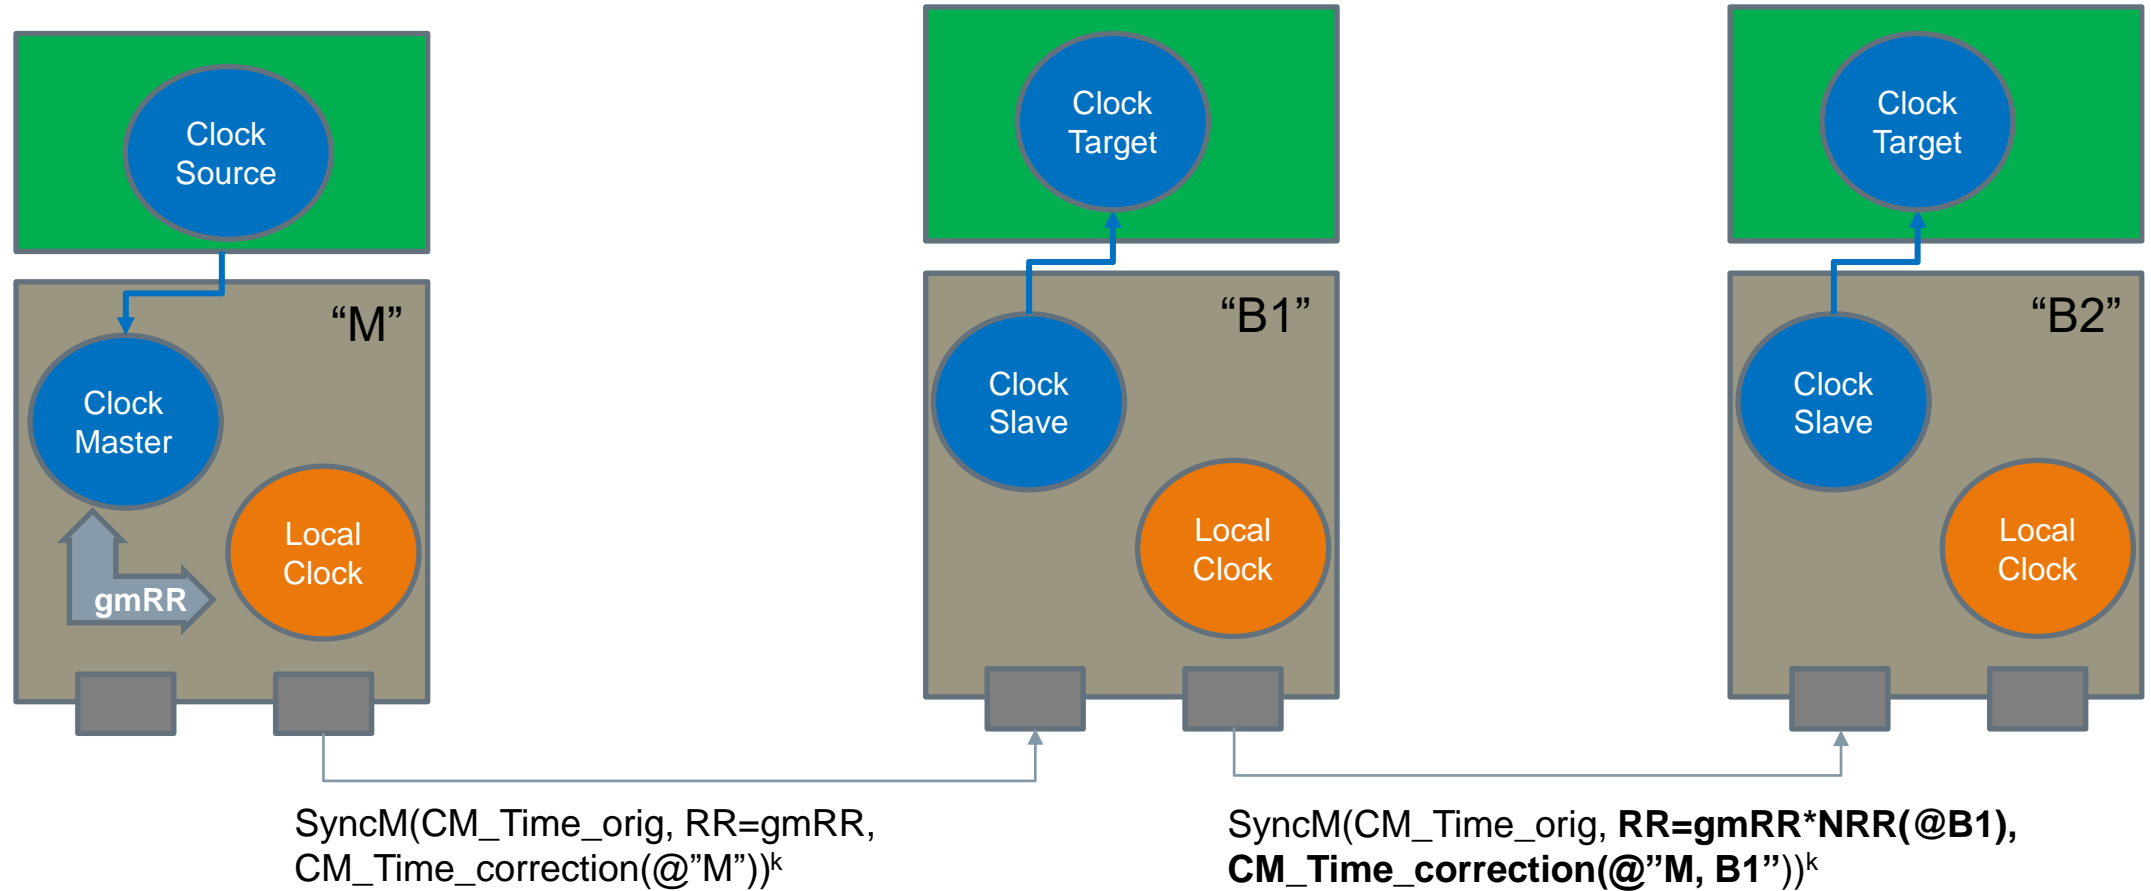 Clock
Source
Clock
Target
Clock
Target
“M”
“B1”
“B2”
Clock
Master
Clock
Slave
Clock
Slave
Local
Clock
Local
Clock
Local
Clock
gmRR
SyncM(CM_Time_orig, RR=gmRR,
CM_Time_correction(@”M”))ᵏ
SyncM(CM_Time_orig, RR=gmRR*NRR(@B1),
CM_Time_correction(@”M, B1”))ᵏ